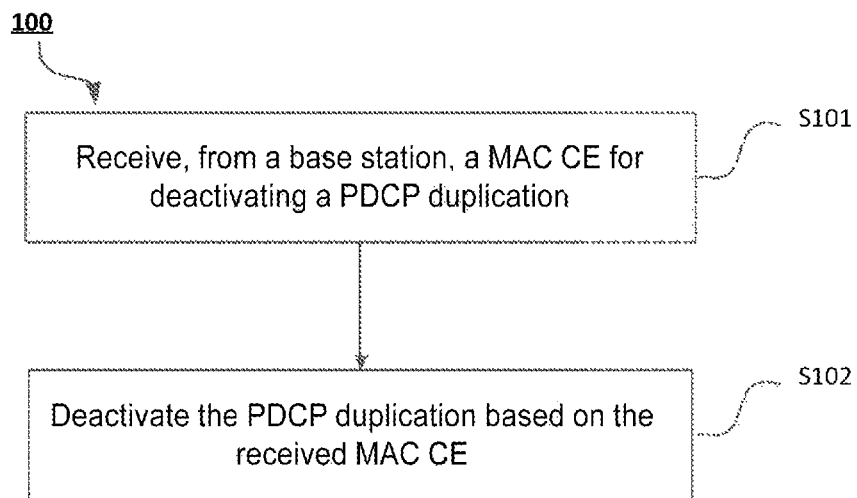 100
S101
Receive, from a base station, a MAC CE for
deactivating a PDCP duplication
S102
Deactivate the PDCP duplication based on the
received MAC CE